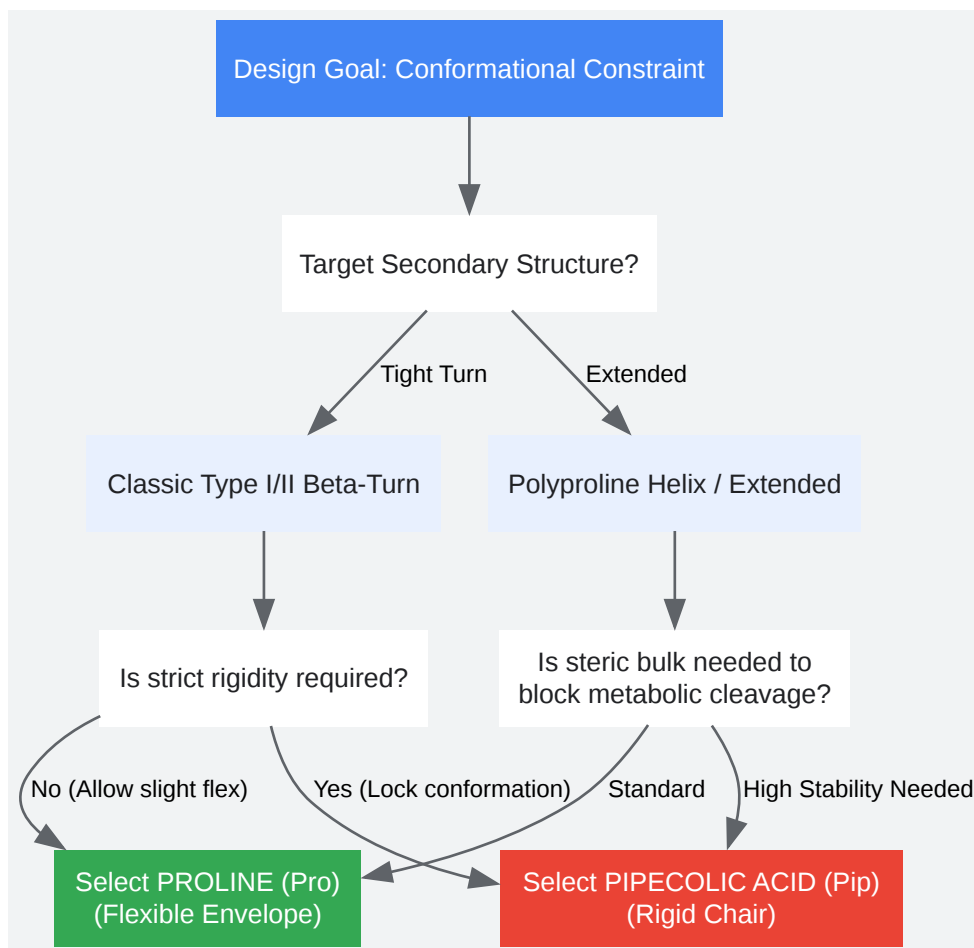 Design Goal: Conformational Constraint
Target Secondary Structure?
Tight Turn
Extended
Classic Type I/II Beta-Turn
Polyproline Helix / Extended
Is strict rigidity required?
Is steric bulk needed to
block metabolic cleavage?
No (Allow slight flex)
Yes (Lock conformation)
Standard
High Stability Needed
Select PROLINE (Pro)
(Flexible Envelope)
Select PIPECOLIC ACID (Pip)
(Rigid Chair)